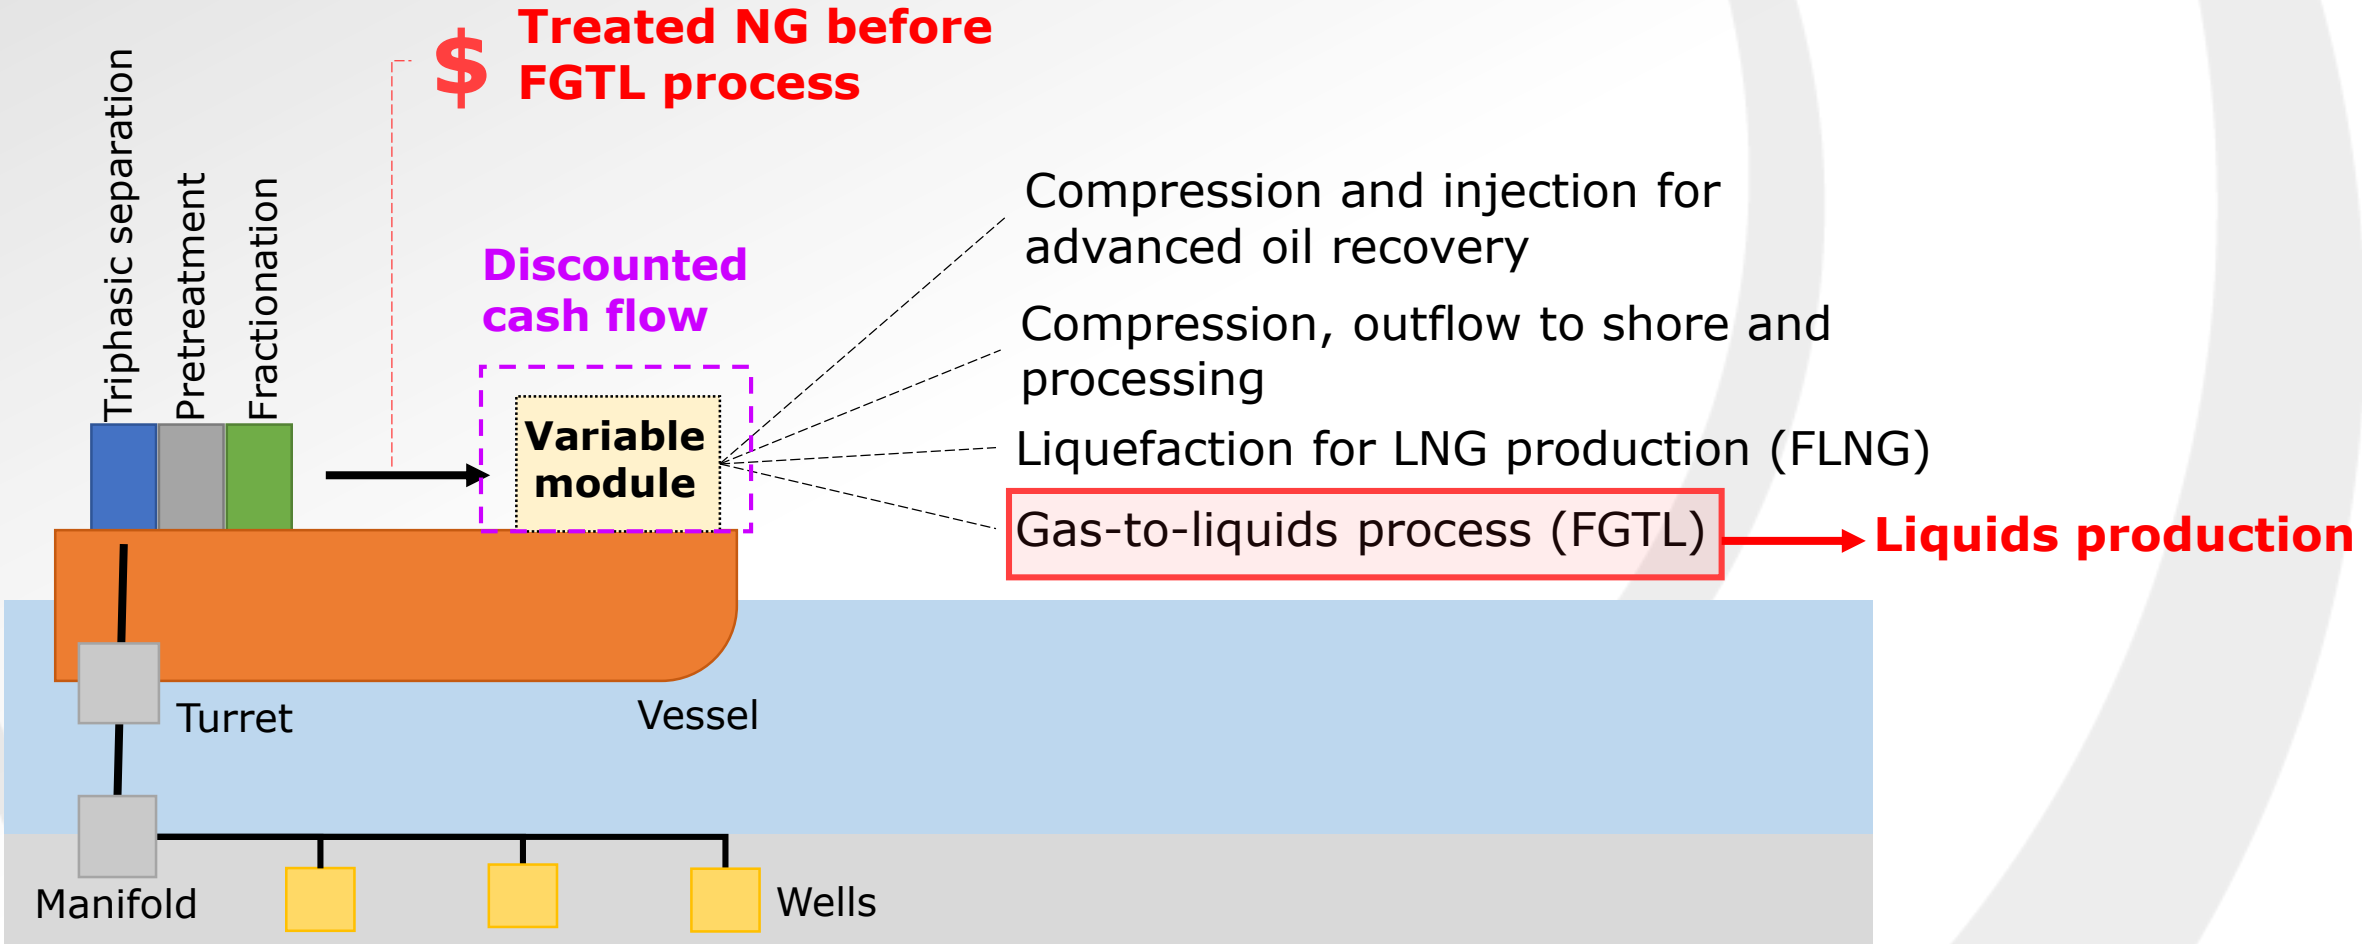 $
Treated NG before
FGTL process
Triphasic separation
Pretreatment
Fractionation
Discounted
cash flow
Variable
module
Compression and injection for
advanced oil recovery
Compression, outflow to shore and
processing
Liquefaction for LNG production (FLNG)
Gas-to-liquids process (FGTL)
Liquids production
Turret
Vessel
Manifold
Wells